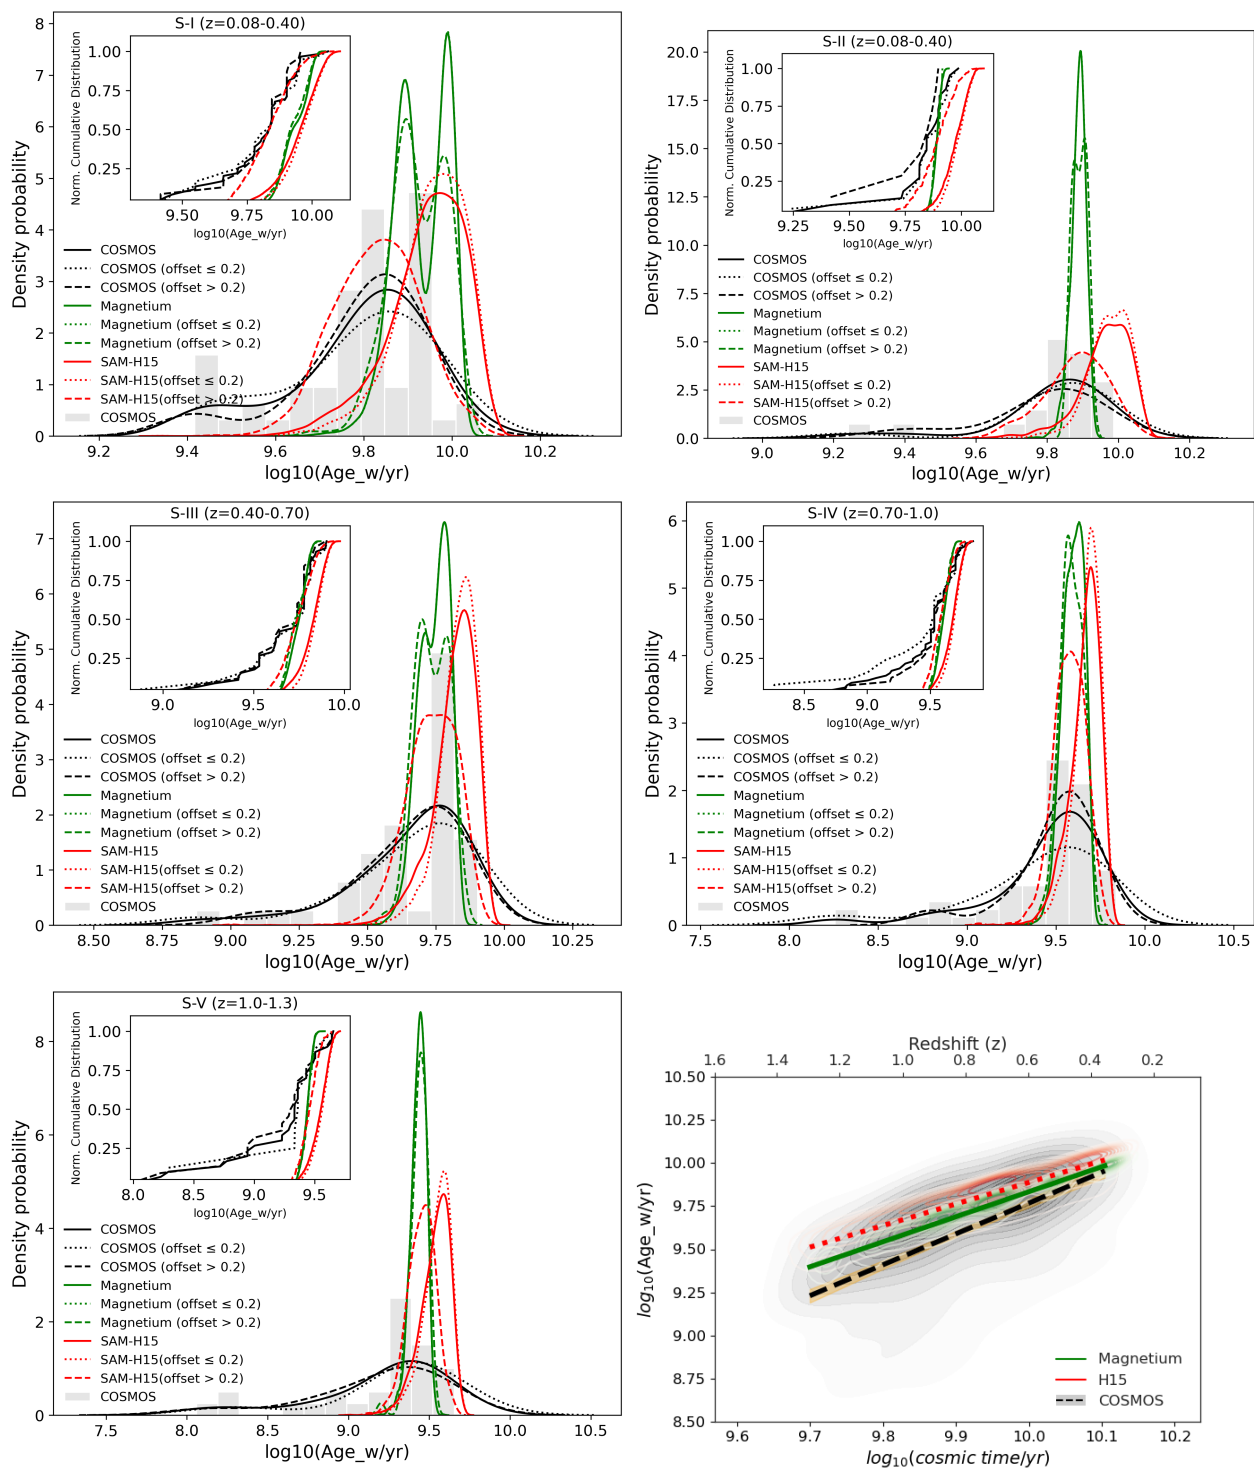 S-I (z=0.08-0.40)
Norm. Cumulative Distribution
1.00
0.75
0.50
0.25
9.50 9.75 10.00
log10(Age_w/yr)
Density probability
8
7
6
5
4
3
2
1
0
COSMOS
COSMOS (offset ≤ 0.2)
COSMOS (offset > 0.2)
Magnetium
Magnetium (offset ≤ 0.2)
Magnetium (offset > 0.2)
SAM-H15
SAM-H15(offset ≤ 0.2)
SAM-H15(offset > 0.2)
COSMOS
9.2 9.4 9.6 9.8 10.0 10.2
log10(Age_w/yr)
S-II (z=0.08-0.40)
Norm. Cumulative Distribution
1.00
0.75
0.50
0.25
9.25 9.50 9.75 10.00
log10(Age_w/yr)
Density probability
20.0
17.5
15.0
12.5
10.0
7.5
5.0
2.5
0.0
COSMOS
COSMOS (offset ≤ 0.2)
COSMOS (offset > 0.2)
Magnetium
Magnetium (offset ≤ 0.2)
Magnetium (offset > 0.2)
SAM-H15
SAM-H15(offset ≤ 0.2)
SAM-H15(offset > 0.2)
COSMOS
9.0 9.2 9.4 9.6 9.8 10.0 10.2
log10(Age_w/yr)
S-III (z=0.40-0.70)
Norm. Cumulative Distribution
1.00
0.75
0.50
0.25
9.0 9.5 10.0
log10(Age_w/yr)
Density probability
7
6
5
4
3
2
1
0
COSMOS
COSMOS (offset ≤ 0.2)
COSMOS (offset > 0.2)
Magnetium
Magnetium (offset ≤ 0.2)
Magnetium (offset > 0.2)
SAM-H15
SAM-H15(offset ≤ 0.2)
SAM-H15(offset > 0.2)
COSMOS
8.50 8.75 9.00 9.25 9.50 9.75 10.00 10.25
log10(Age_w/yr)
S-IV (z=0.70-1.0)
Norm. Cumulative Distribution
1.00
0.75
0.50
0.25
8.5 9.0 9.5
log10(Age_w/yr)
Density probability
6
5
4
3
2
1
0
COSMOS
COSMOS (offset ≤ 0.2)
COSMOS (offset > 0.2)
Magnetium
Magnetium (offset ≤ 0.2)
Magnetium (offset > 0.2)
SAM-H15
SAM-H15(offset ≤ 0.2)
SAM-H15(offset > 0.2)
COSMOS
7.5 8.0 8.5 9.0 9.5 10.0 10.5
log10(Age_w/yr)
S-V (z=1.0-1.3)
Norm. Cumulative Distribution
1.00
0.75
0.50
0.25
8.0 8.5 9.0 9.5
log10(Age_w/yr)
Density probability
8
6
4
2
0
COSMOS
COSMOS (offset ≤ 0.2)
COSMOS (offset > 0.2)
Magnetium
Magnetium (offset ≤ 0.2)
Magnetium (offset > 0.2)
SAM-H15
SAM-H15(offset ≤ 0.2)
SAM-H15(offset > 0.2)
COSMOS
7.5 8.0 8.5 9.0 9.5 10.0 10.5
log10(Age_w/yr)
Redshift (z)
1.6 1.4 1.2 1.0 0.8 0.6 0.4 0.2
log₁₀(Age_w/yr)
10.50
10.25
10.00
9.75
9.50
9.25
9.00
8.75
8.50
Magnetium
H15
COSMOS
9.6 9.7 9.8 9.9 10.0 10.1 10.2
log₁₀(cosmic time/yr)